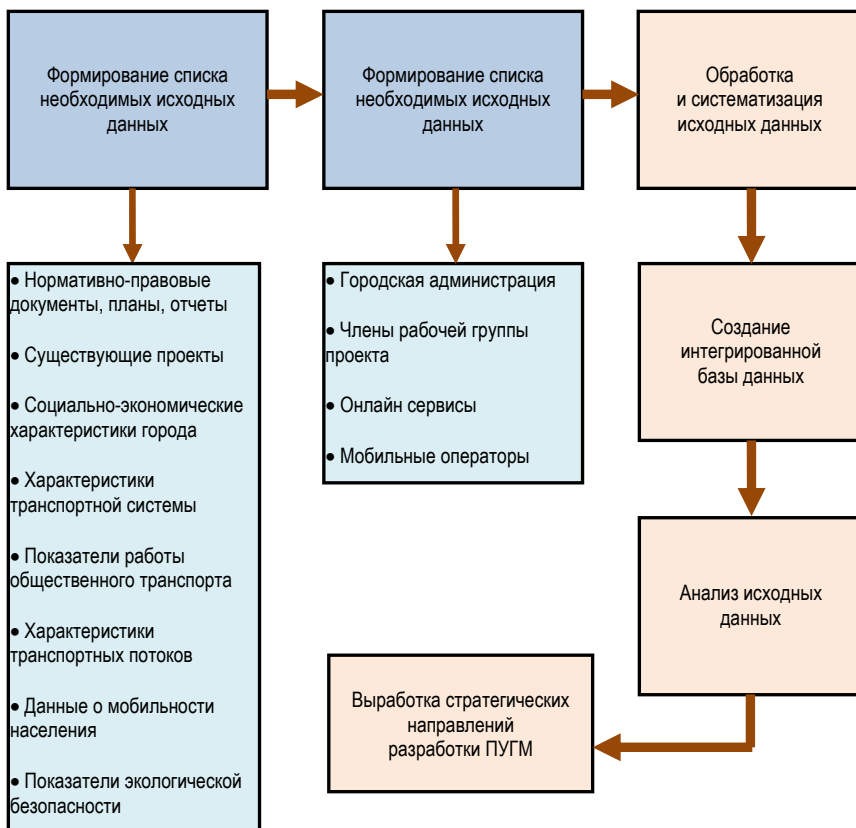 Формирование списка
необходимых исходных
данных
Формирование списка
необходимых исходных
данных
Обработка
и систематизация
исходных данных
● Нормативно-правовые
документы, планы, отчеты
● Существующие проекты
● Социально-экономические
характеристики города
● Характеристики
транспортной системы
● Показатели работы
общественного транспорта
● Характеристики
транспортных потоков
● Данные о мобильности
населения
● Показатели экологической
безопасности
● Городская администрация
● Члены рабочей группы
проекта
● Онлайн сервисы
● Мобильные операторы
Создание
интегрированной
базы данных
Анализ исходных
данных
Выработка стратегических
направлений
разработки ПУГМ